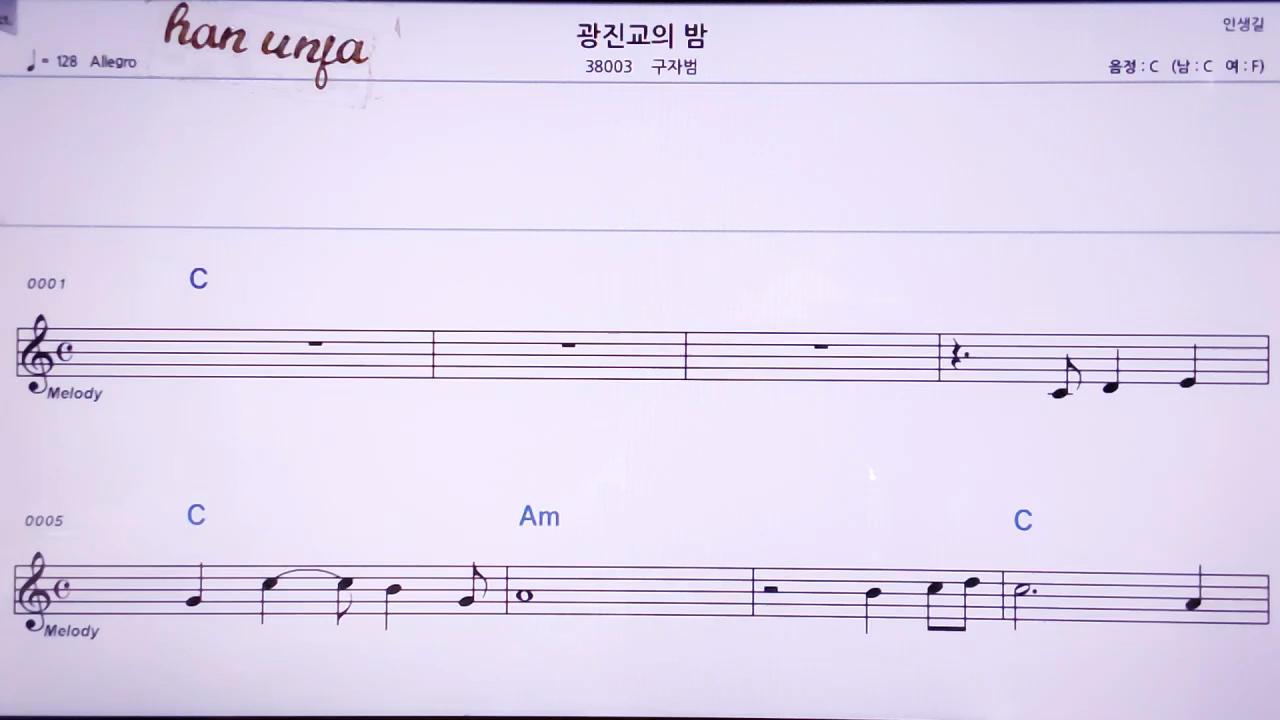 han unja
광진교의 밤
인생길
♩= 128 Allegro
38003 구자범
음정 : C (남 : C 여 : F)
0001 C
Melody
0005 C Am C
Melody